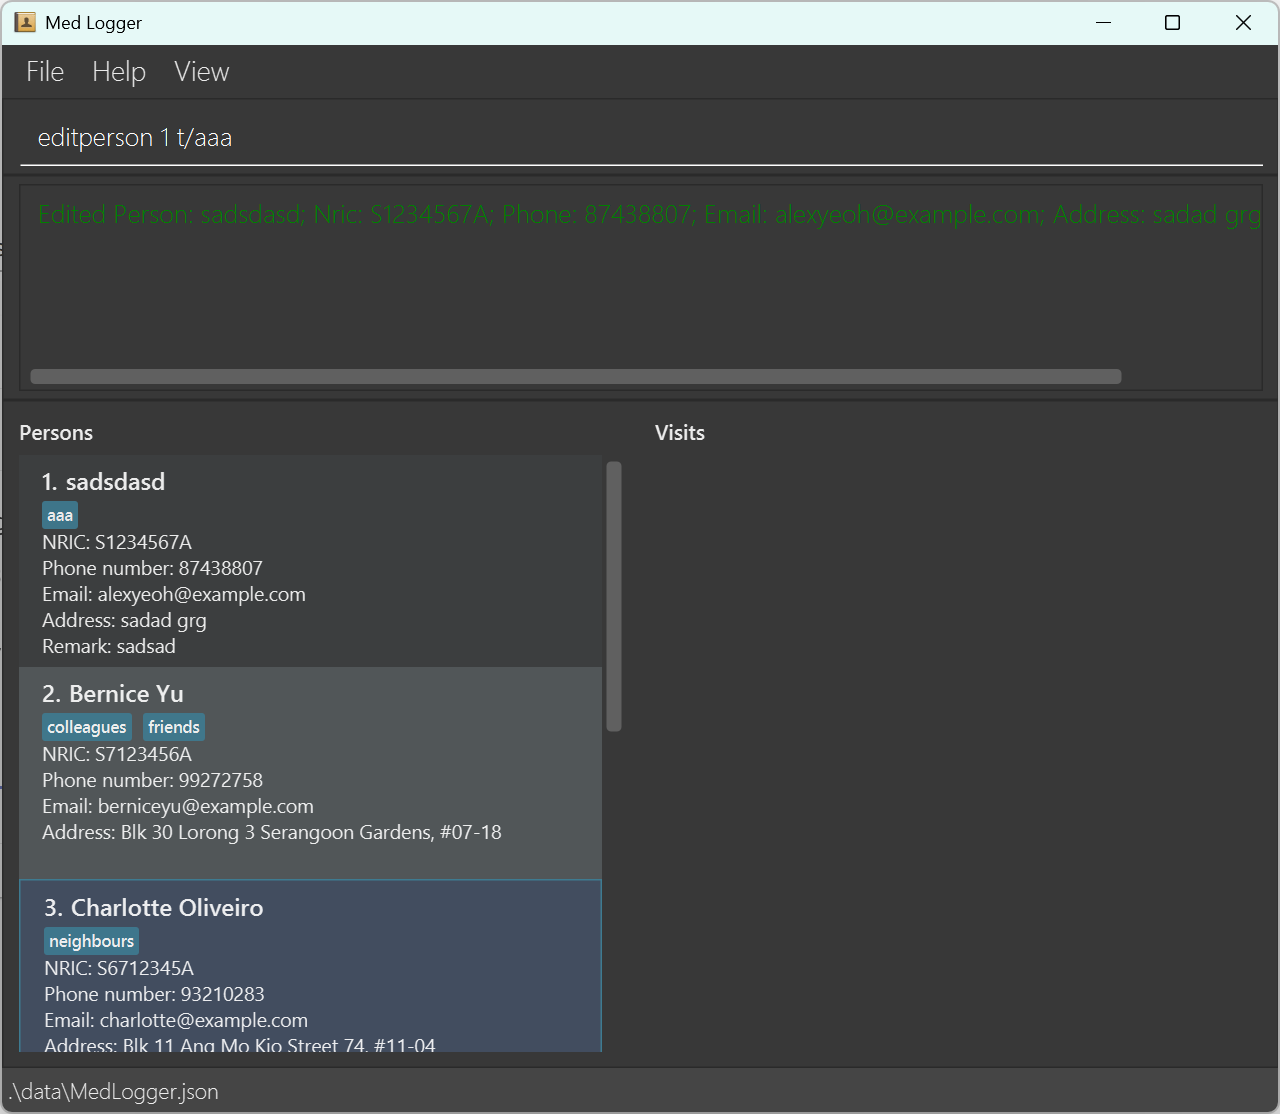 Med Logger
File Help View
editperson 1 t/aaa
Edited Person: sadsdasd; Nric: S1234567A; Phone: 87438807; Email: alexyeoh@example.com; Address: sadad grg
Persons
Visits
1. sadsdasd
aaa
NRIC: S1234567A
Phone number: 87438807
Email: alexyeoh@example.com
Address: sadad grg
Remark: sadsad
2. Bernice Yu
colleagues friends
NRIC: S7123456A
Phone number: 99272758
Email: berniceyu@example.com
Address: Blk 30 Lorong 3 Serangoon Gardens, #07-18
3. Charlotte Oliveiro
neighbours
NRIC: S6712345A
Phone number: 93210283
Email: charlotte@example.com
Address: Blk 11 Ang Mo Kio Street 74, #11-04
.\data\MedLogger.json